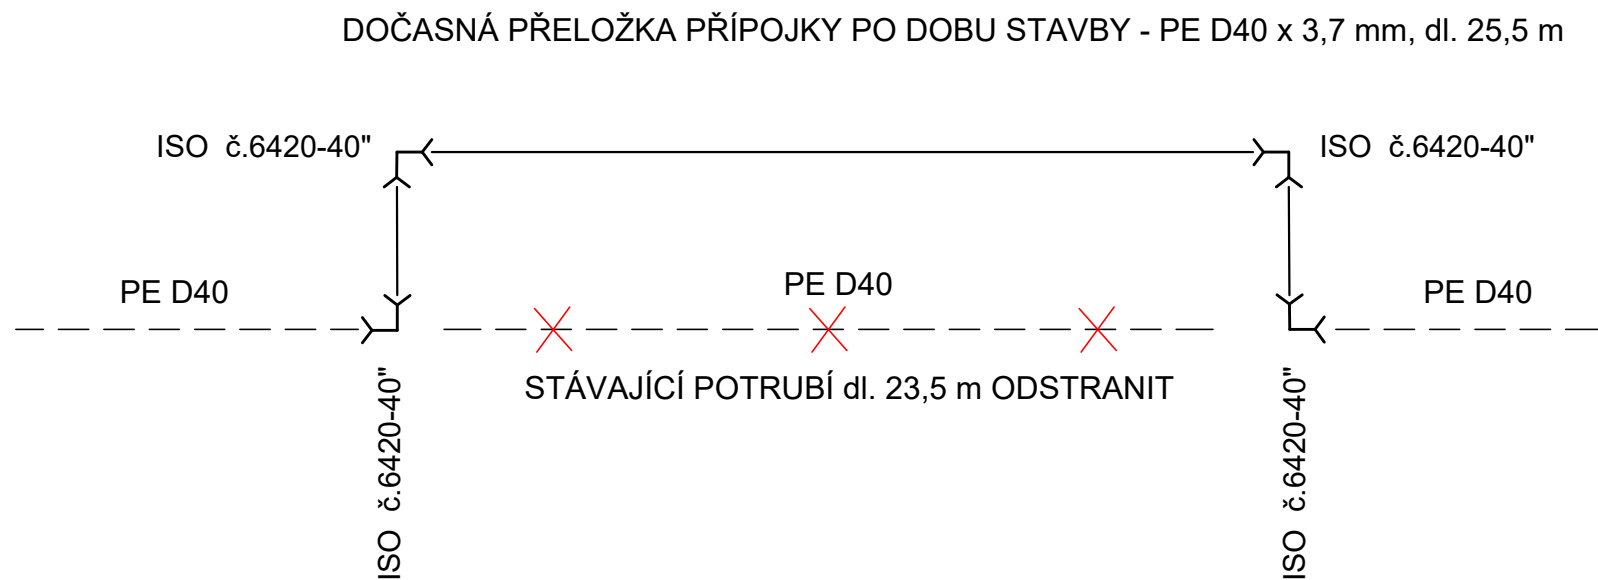 DOČASNÁ PŘELOŽKA PŘÍPOJKY PO DOBU STAVBY - PE D40 x 3,7 mm, dl. 25,5 m
ISO č.6420-40"
ISO č.6420-40"
PE D40
PE D40
PE D40
STÁVAJÍCÍ POTRUBÍ dl. 23,5 m ODSTRANIT
ISO č.6420-40"
ISO č.6420-40"